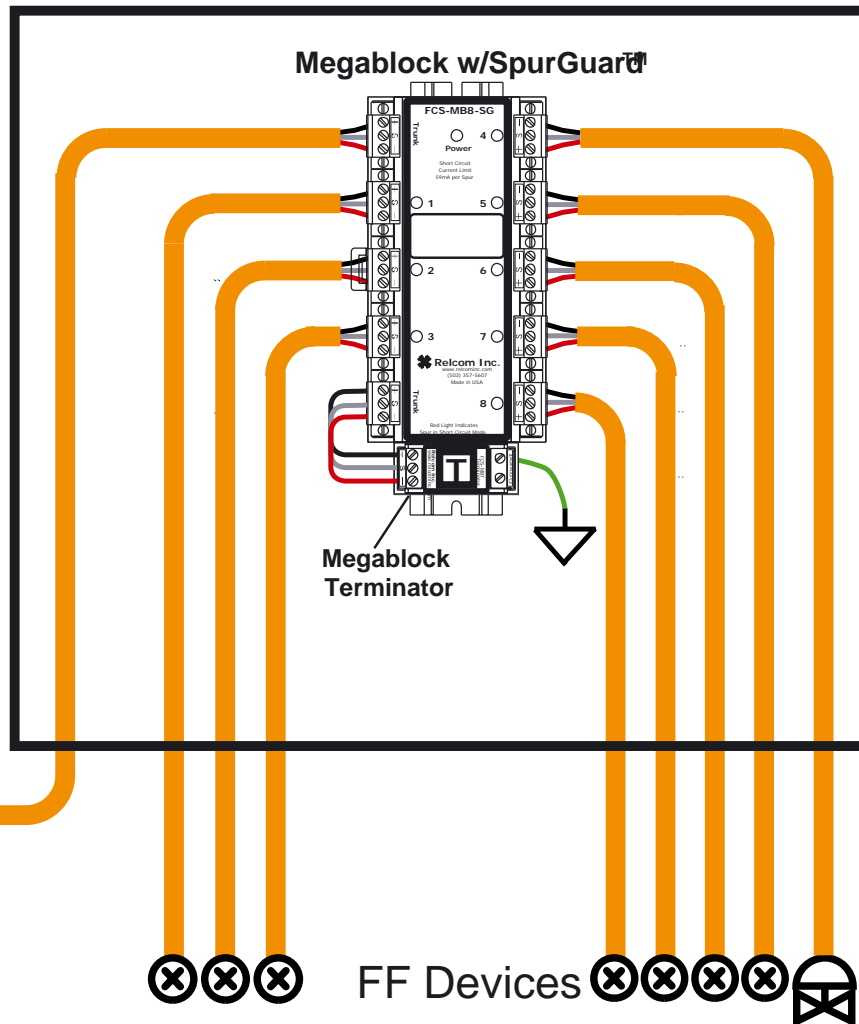 Megablock w/SpurGuard™
FCS-MB8-SG
Trunk
4
Power
Short Circuit
Current Limit
59mA per Spur
1
5
2
6
3
7
Relcom Inc.
www.relcominc.com
(503) 357-5607
Made in USA
Trunk
8
Red Light Indicates
Spur in Short Circuit Mode
T
Megablock
Terminator
FF Devices